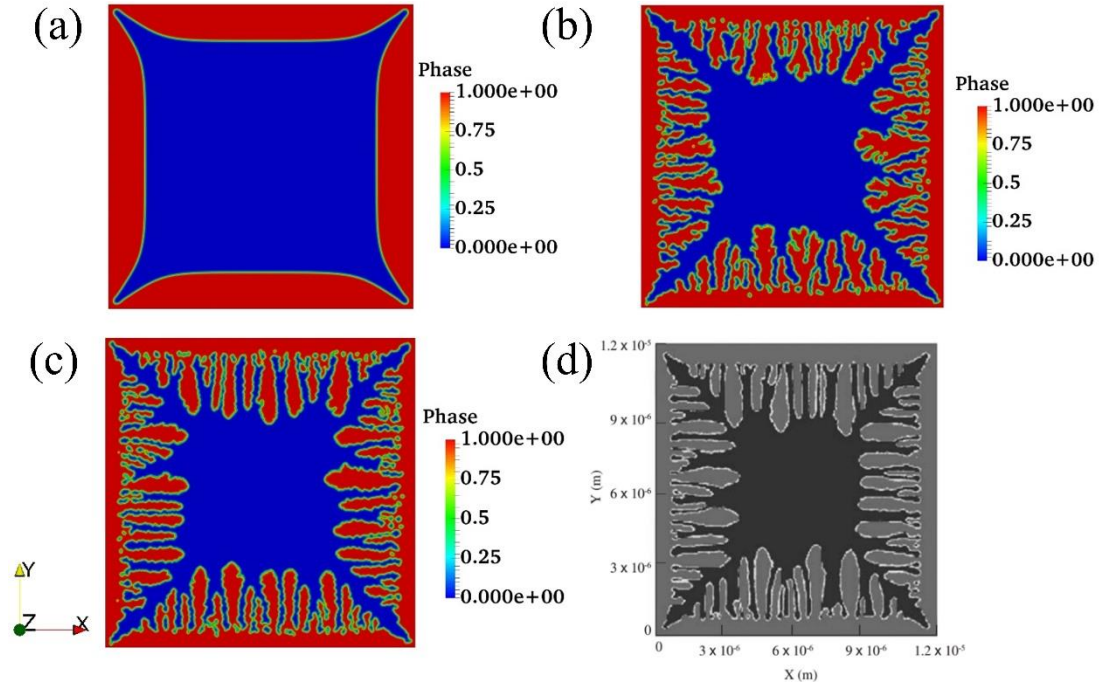 (a)
Phase
1.000e+00
0.75
0.5
0.25
0.000e+00
(b)
Phase
1.000e+00
0.75
0.5
0.25
0.000e+00
(c)
Phase
1.000e+00
0.75
0.5
0.25
0.000e+00
Y
Z
X
(d)
1.2 x 10⁻⁵
9 x 10⁻⁶
6 x 10⁻⁶
3 x 10⁻⁶
0
Y (m)
0
3 x 10⁻⁶
6 x 10⁻⁶
9 x 10⁻⁶
1.2 x 10⁻⁵
X (m)